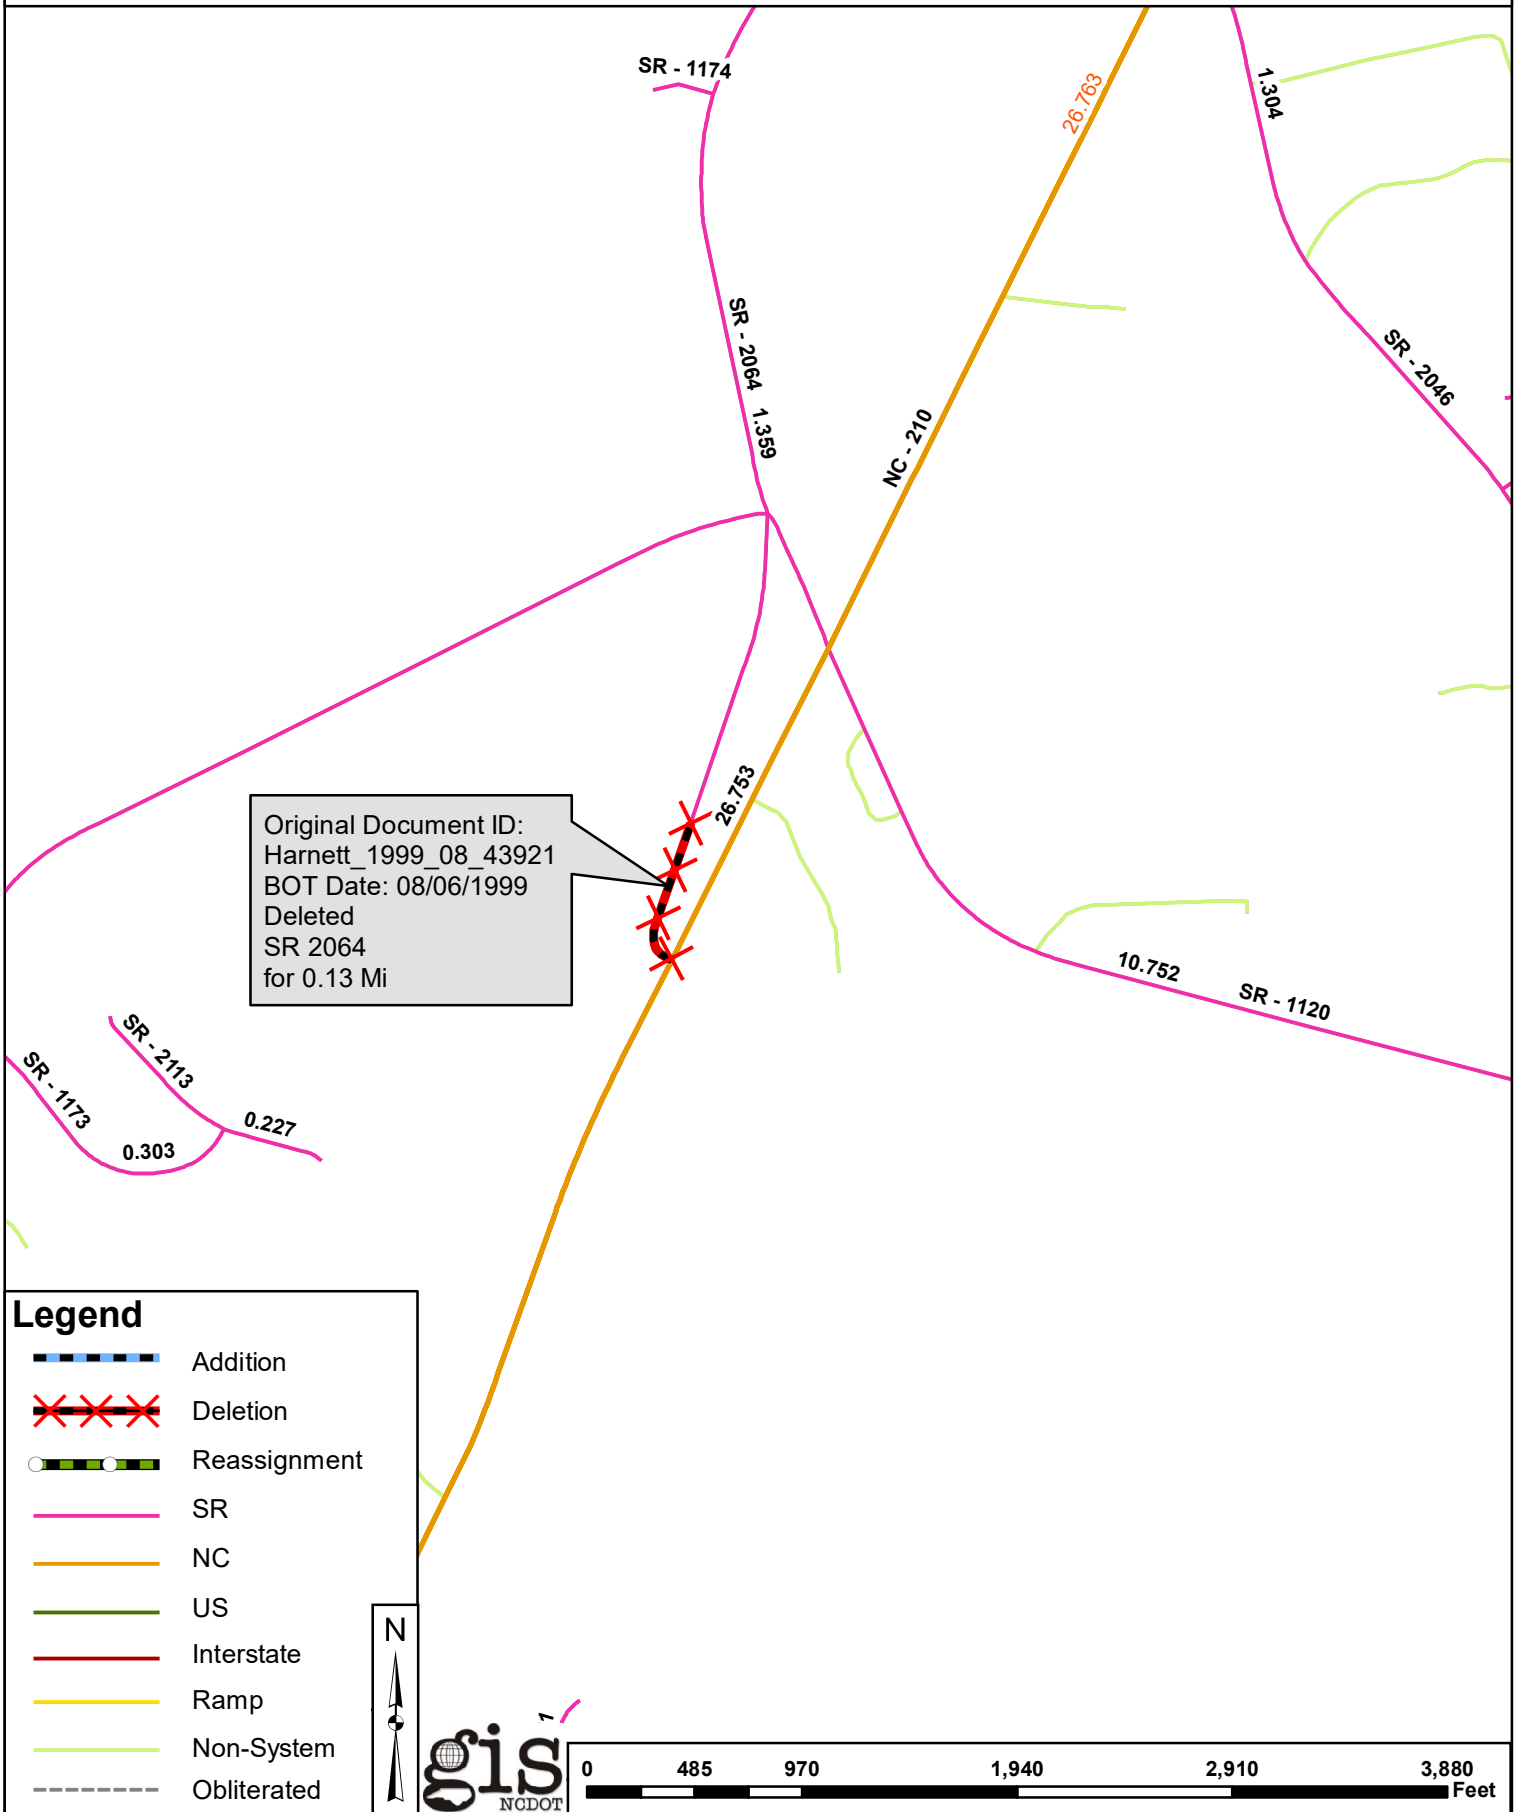 SR - 1174
26.763
1.304
SR - 2064 1.359
SR - 2046
NC - 210
26.753
Original Document ID:
Harnett_1999_08_43921
BOT Date: 08/06/1999
Deleted
SR 2064
for 0.13 Mi
10.752
SR - 1120
SR - 2113
SR - 1173
0.227
0.303
Legend
Addition
Deletion
Reassignment
SR
NC
US
Interstate
Ramp
Non-System
Obliterated
N
1
gis
NCDOT
0 485 970 1,940 2,910 3,880
Feet